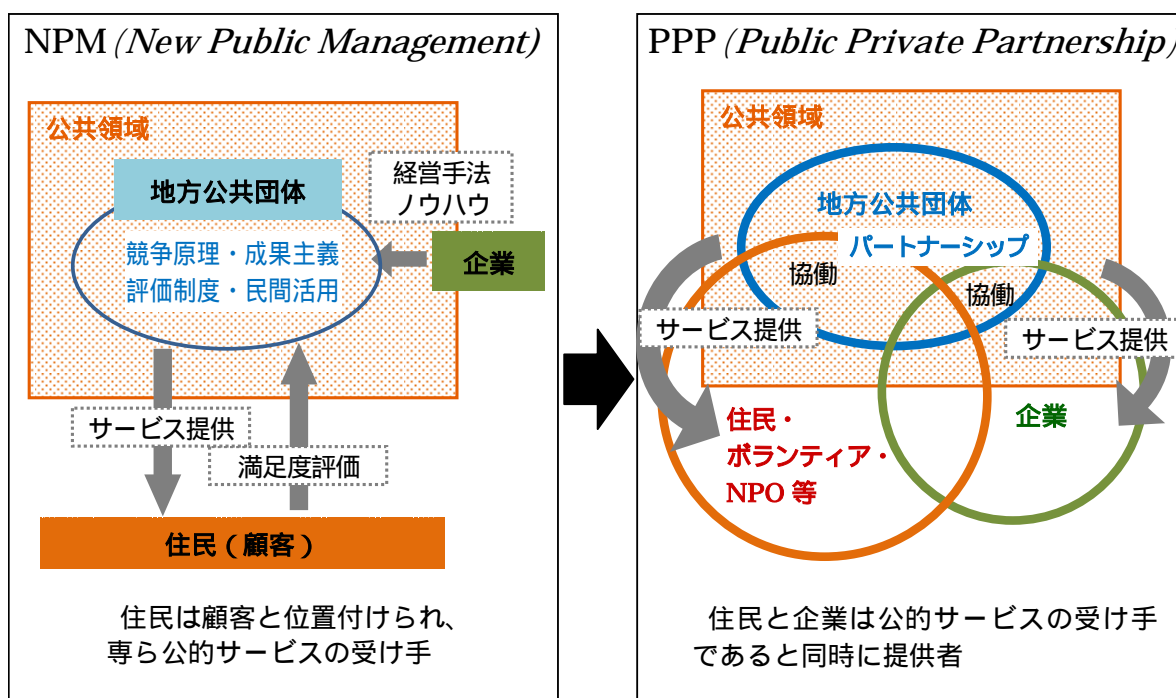 NPM (New Public Management)
公共領域
地方公共団体
経営手法
ノウハウ
競争原理・成果主義
評価制度・民間活用
企業
サービス提供
満足度評価
住民（顧客）
住民は顧客と位置付けられ、
専ら公的サービスの受け手
PPP (Public Private Partnership)
公共領域
地方公共団体
パートナーシップ
協働
協働
サービス提供
サービス提供
住民・
ボランティア・
NPO 等
企業
住民と企業は公的サービスの受け手
であると同時に提供者